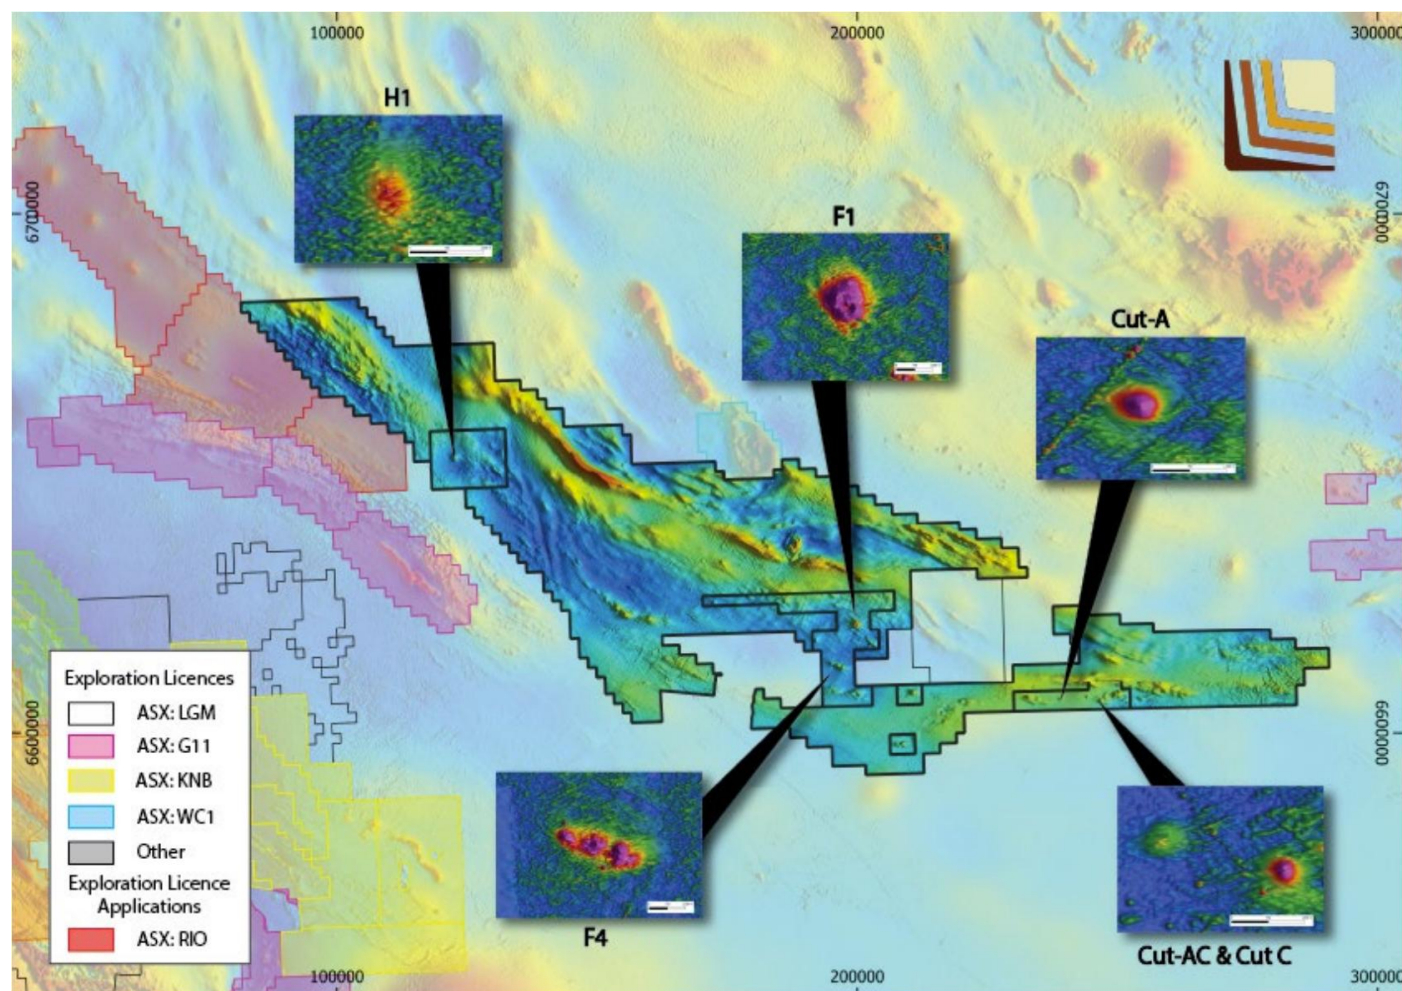 100000
200000
300000
H1
6700000
6700000
F1
Cut-A
Exploration Licences
ASX: LGM
ASX: G11
ASX: KNB
ASX: WC1
Other
Exploration Licence
Applications
ASX: RIO
6600000
6600000
F4
Cut-AC & Cut C
100000
200000
300000